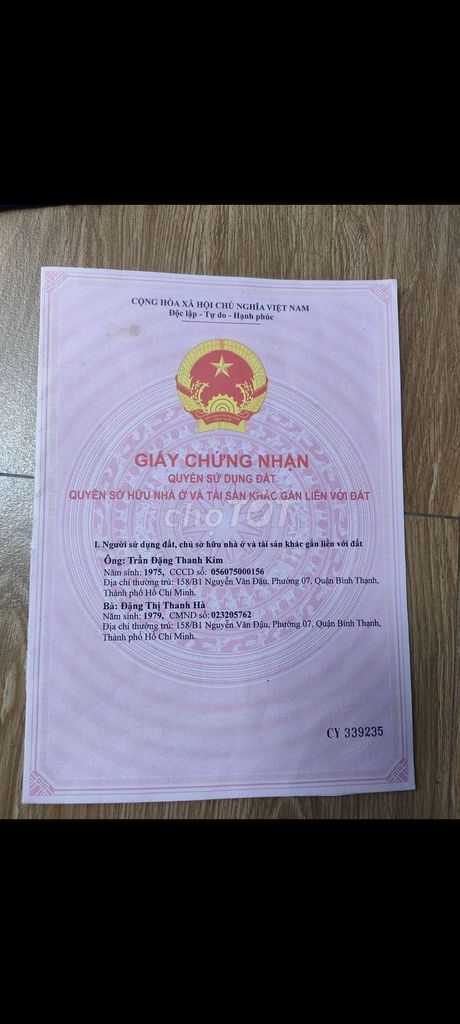 CỘNG HÒA XÃ HỘI CHỦ NGHĨA VIỆT NAM
Độc lập - Tự do - Hạnh phúc
GIẤY CHỨNG NHẬN
QUYỀN SỬ DỤNG ĐẤT
QUYỀN SỞ HỮU NHÀ Ở VÀ TÀI SẢN KHÁC GẮN LIỀN VỚI ĐẤT
choTỐT
I. Người sử dụng đất, chủ sở hữu nhà ở và tài sản khác gắn liền với đất
Ông: Trần Đặng Thanh Kim
Năm sinh: 1975, CCCD số: 056075000156
Địa chỉ thường trú: 158/B1 Nguyễn Văn Đậu, Phường 07, Quận Bình Thạnh,
Thành phố Hồ Chí Minh.
Bà: Đặng Thị Thanh Hà
Năm sinh: 1979, CMND số: 023205762
Địa chỉ thường trú: 158/B1 Nguyễn Văn Đậu, Phường 07, Quận Bình Thạnh,
Thành phố Hồ Chí Minh.
CY 339235